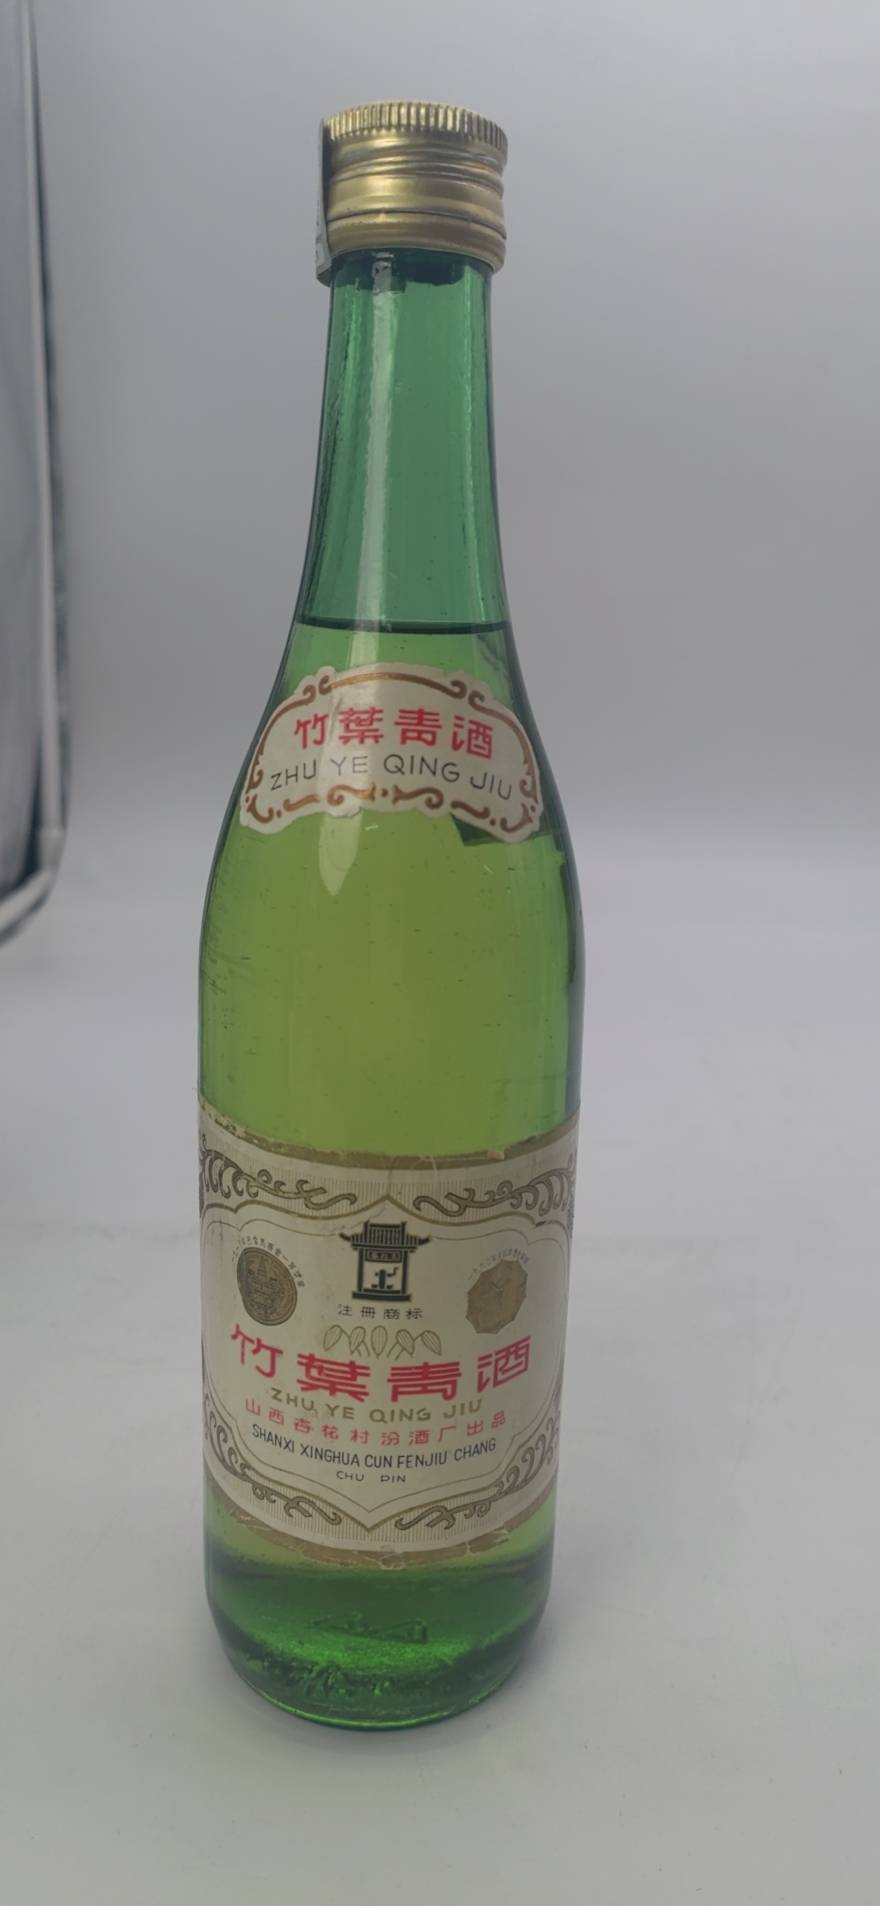 竹葉青酒
ZHU YE QING JIU
注冊商标
竹葉青酒
ZHU YE QING JIU
山西杏花村汾酒厂出品
SHANXI XINGHUA CUN FENJIU CHANG
CHU PIN